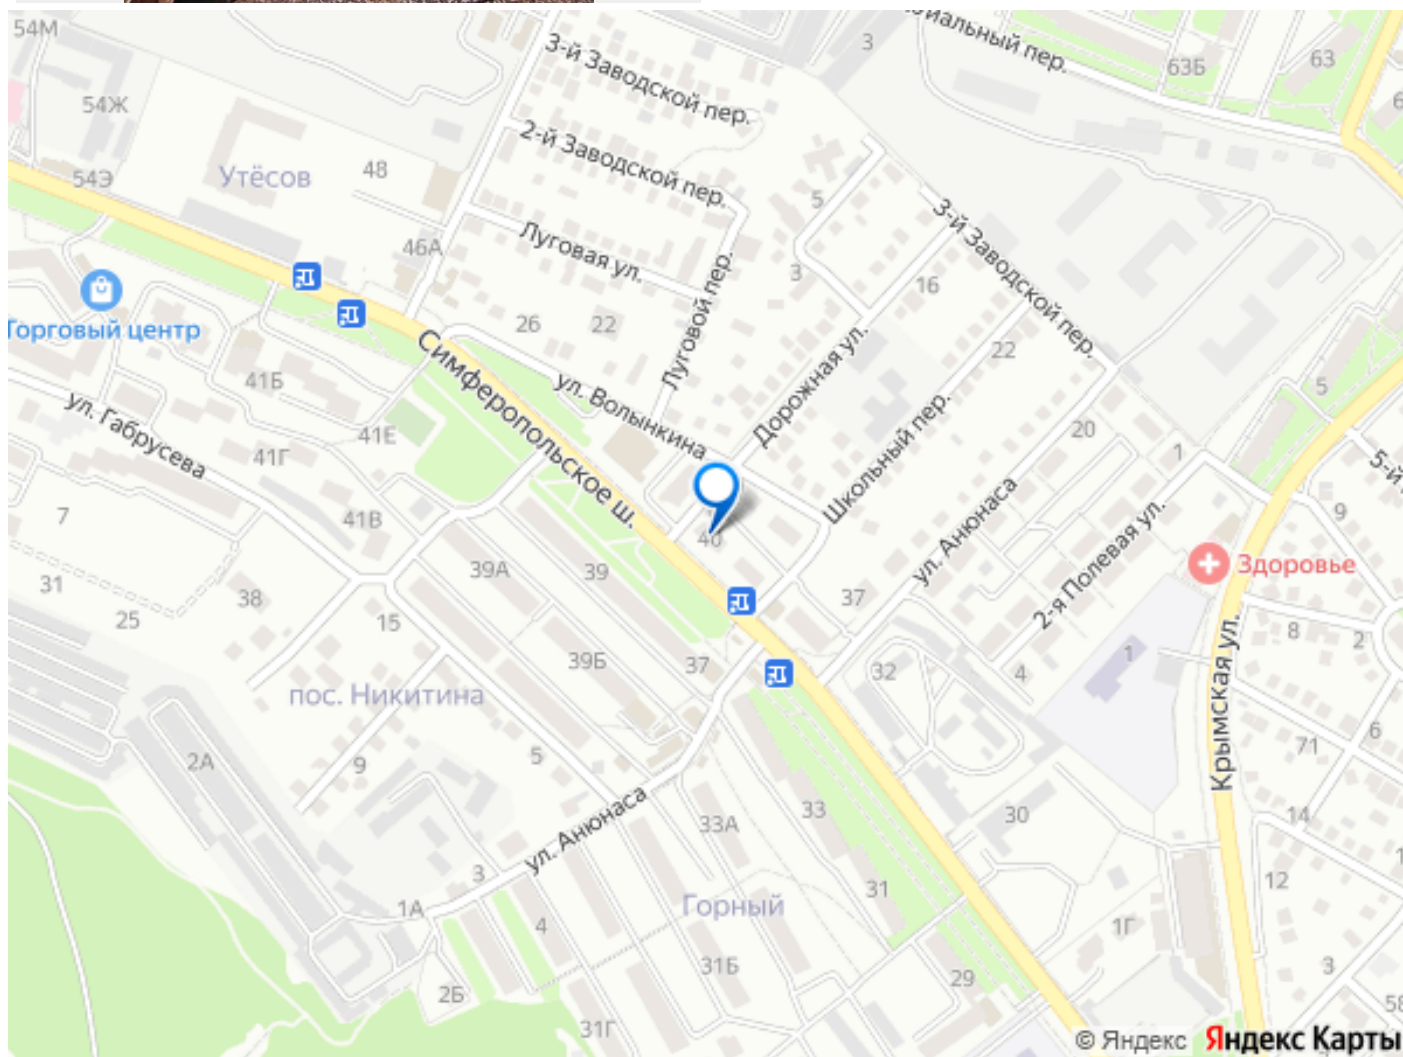 54М
3
63Б
63
3-й Заводской пер.
54Ж
2-й Заводской пер.
Утёсов
48
54Э
5
3-й Заводской пер.
46А
Луговая ул.
3
16
Луговой пер.
Торговый центр
26
22
Симферопольское ш.
Дорожная ул.
22
41Б
ул. Волынкина
5
ул. Габрусева
41Е
Школьный пер.
20
1
41Г
7
41В
ул. Анюнаса
9
40
39А
39
2-я Полевая ул.
Здоровье
31
25
38
15
37
8
2
39Б
37
32
4
1
Крымская ул.
пос. Никитина
2А
9
5
71
6
ул. Анюнаса
33А
33
30
14
3
1А
Горный
31
12
4
1Г
31Б
29
3
2Б
31Г
58
© Яндекс Яндекс Карты